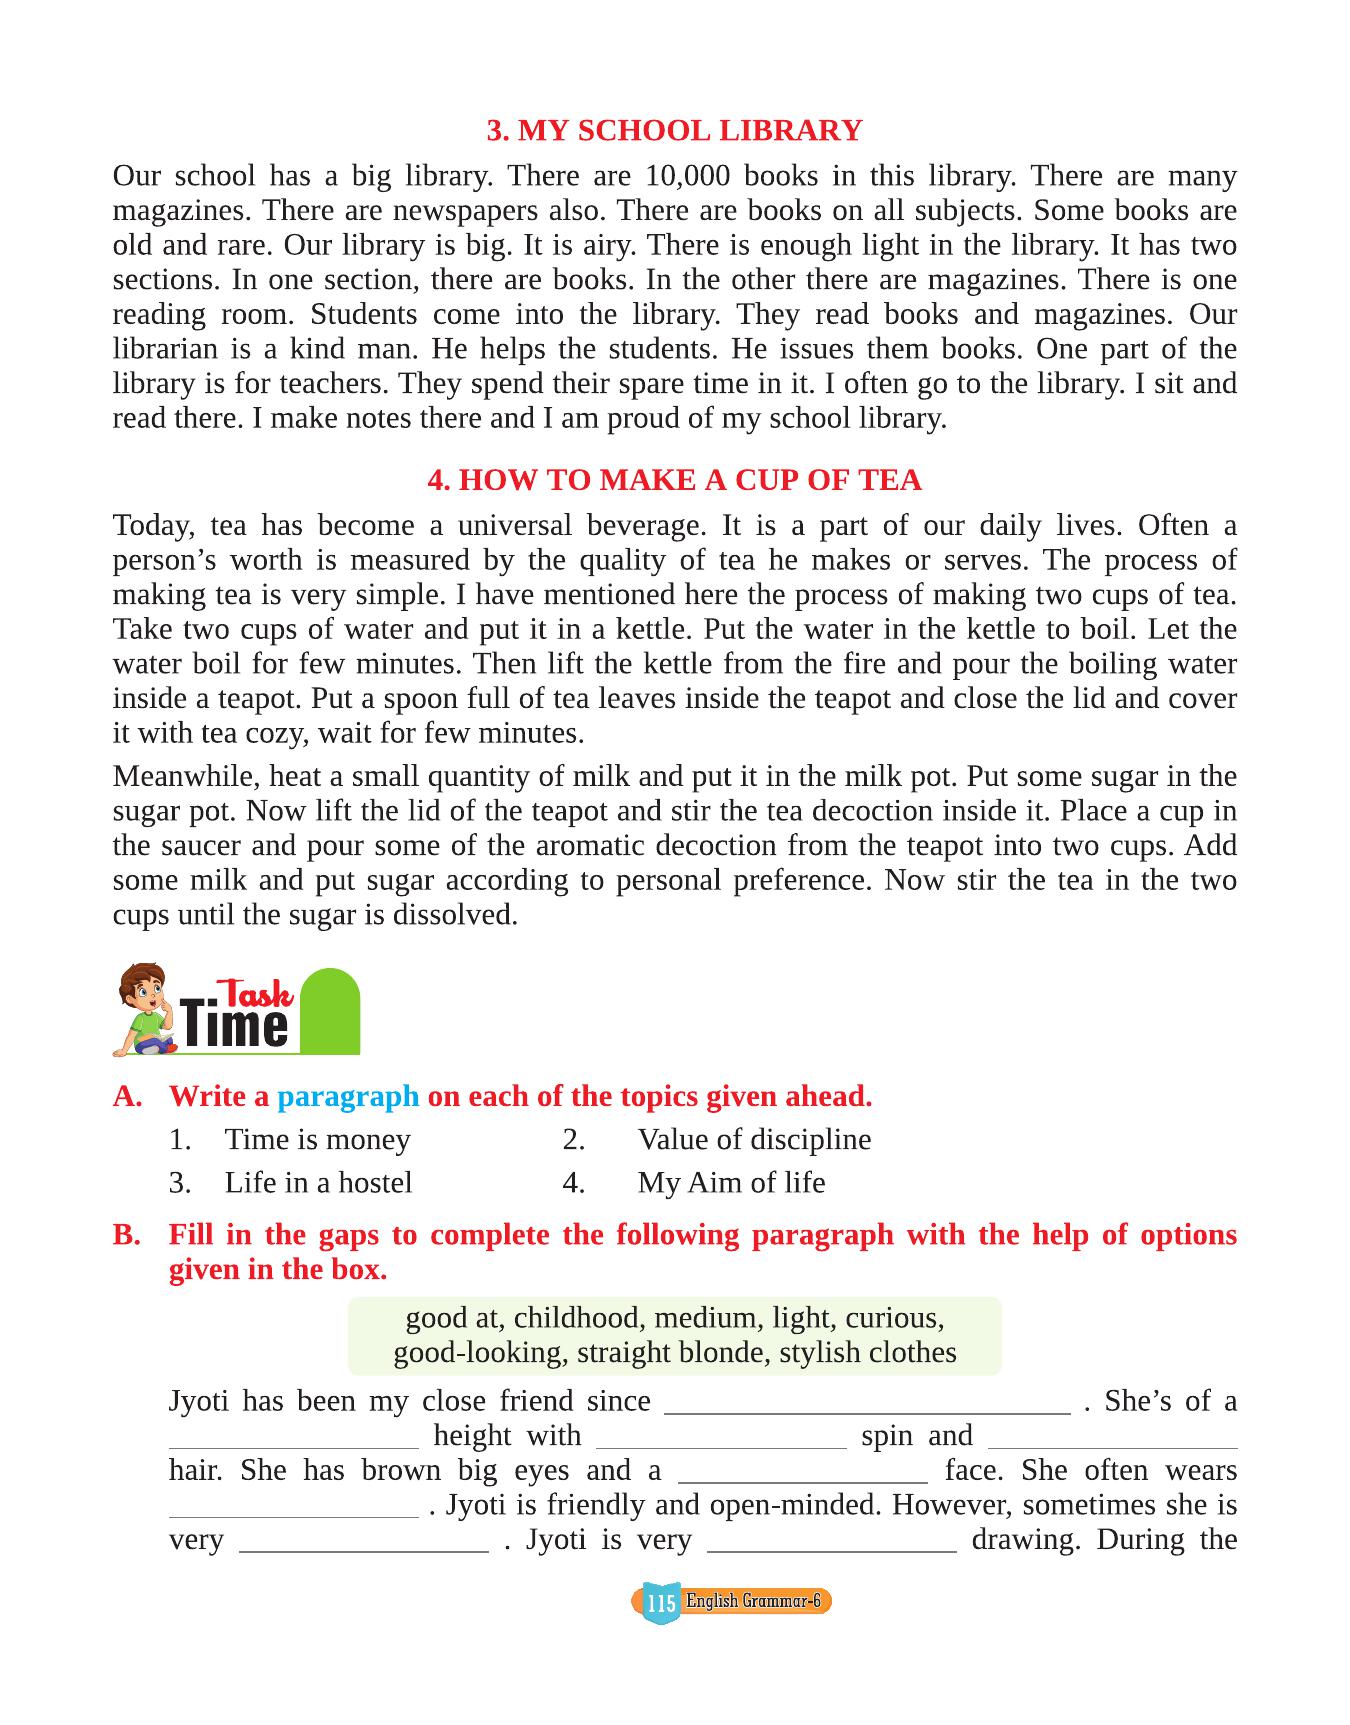 3. MY SCHOOL LIBRARY
Our school has a big library. There are 10,000 books in this library. There are many
magazines. There are newspapers also. There are books on all subjects. Some books are
old and rare. Our library is big. It is airy. There is enough light in the library. It has two
sections. In one section, there are books. In the other there are magazines. There is one
reading room. Students come into the library. They read books and magazines. Our
librarian is a kind man. He helps the students. He issues them books. One part of the
library is for teachers. They spend their spare time in it. I often go to the library. I sit and
read there. I make notes there and I am proud of my school library.
4. HOW TO MAKE A CUP OF TEA
Today, tea has become a universal beverage. It is a part of our daily lives. Often a
person’s worth is measured by the quality of tea he makes or serves. The process of
making tea is very simple. I have mentioned here the process of making two cups of tea.
Take two cups of water and put it in a kettle. Put the water in the kettle to boil. Let the
water boil for few minutes. Then lift the kettle from the fire and pour the boiling water
inside a teapot. Put a spoon full of tea leaves inside the teapot and close the lid and cover
it with tea cozy, wait for few minutes.
Meanwhile, heat a small quantity of milk and put it in the milk pot. Put some sugar in the
sugar pot. Now lift the lid of the teapot and stir the tea decoction inside it. Place a cup in
the saucer and pour some of the aromatic decoction from the teapot into two cups. Add
some milk and put sugar according to personal preference. Now stir the tea in the two
cups until the sugar is dissolved.
Task
Time
A. Write a paragraph on each of the topics given ahead.
1. Time is money 2. Value of discipline
3. Life in a hostel 4. My Aim of life
B. Fill in the gaps to complete the following paragraph with the help of options
given in the box.
good at, childhood, medium, light, curious,
good-looking, straight blonde, stylish clothes
Jyoti has been my close friend since ____________ . She’s of a
____________ height with ____________ spin and ____________
hair. She has brown big eyes and a ____________ face. She often wears
____________ . Jyoti is friendly and open-minded. However, sometimes she is
very ____________ . Jyoti is very ____________ drawing. During the
115 English Grammar-6